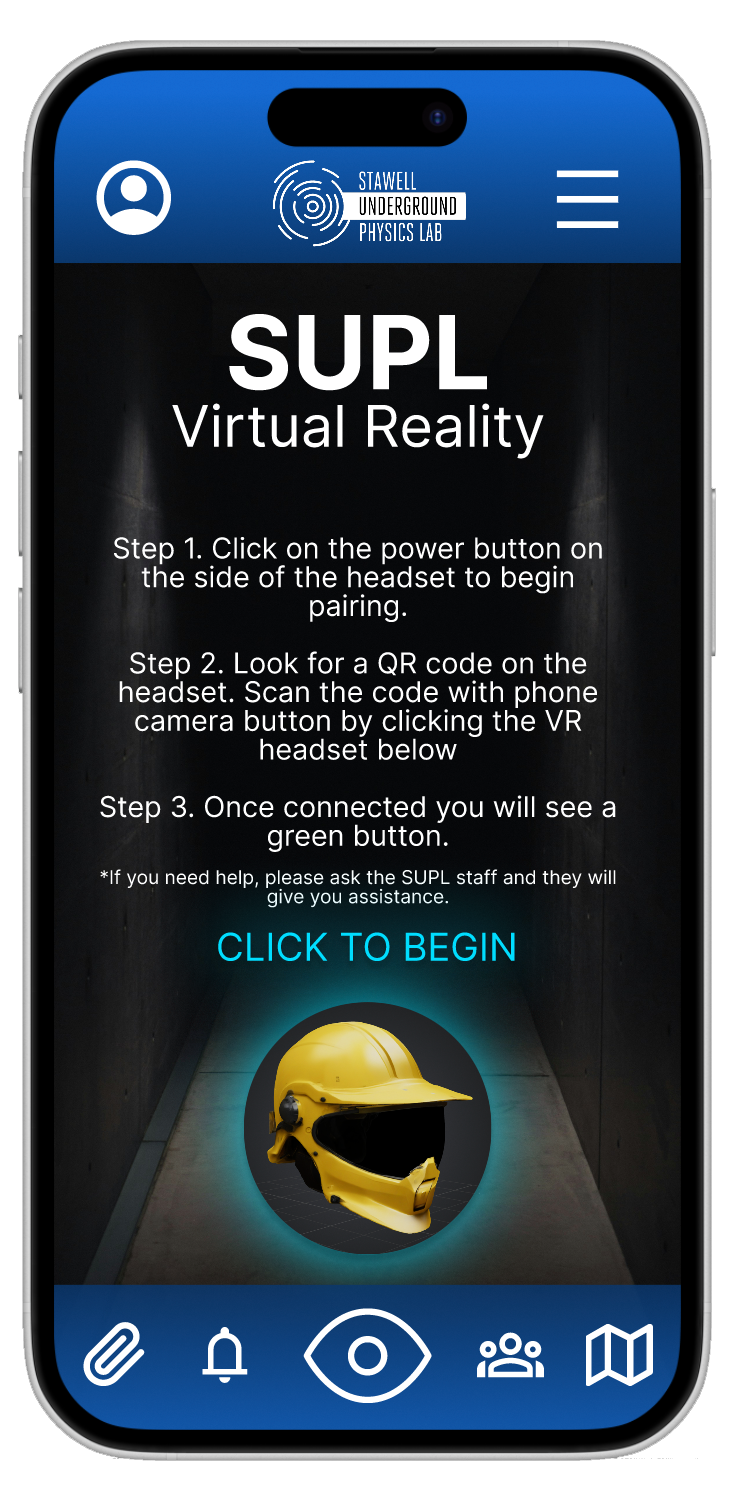 STAWELL
UNDERGROUND
PHYSICS LAB
SUPL
Virtual Reality
Step 1. Click on the power button on
the side of the headset to begin
pairing.
Step 2. Look for a QR code on the
headset. Scan the code with phone
camera button by clicking the VR
headset below
Step 3. Once connected you will see a
green button.
*If you need help, please ask the SUPL staff and they will
give you assistance.
CLICK TO BEGIN